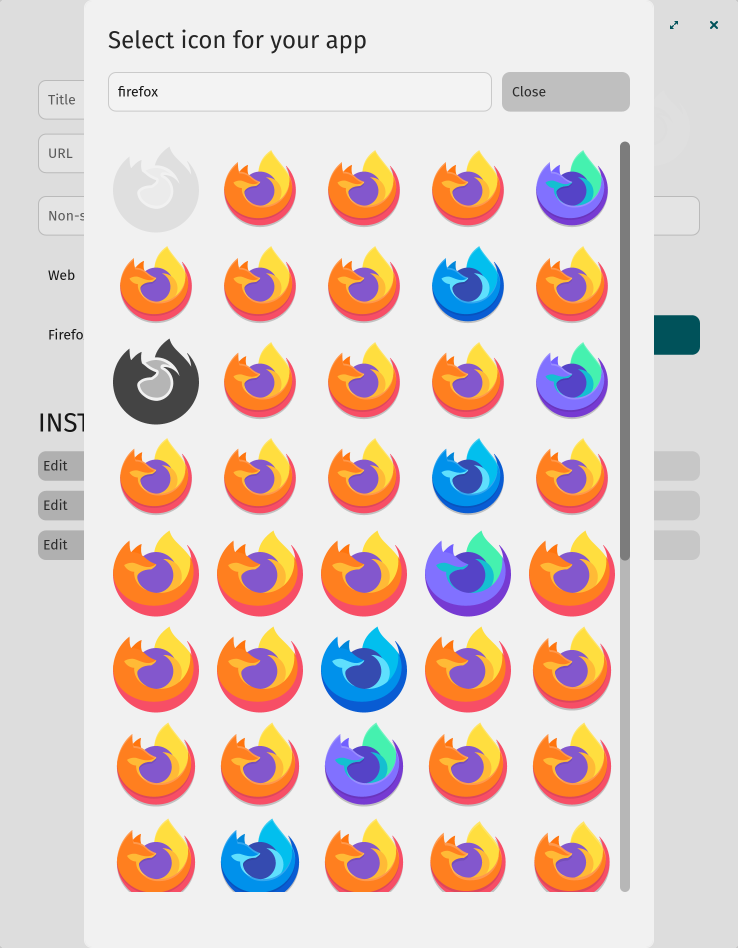 Select icon for your app
firefox
Close
Title
URL
Non-s
Web
Firefo
INST
Edit
Edit
Edit